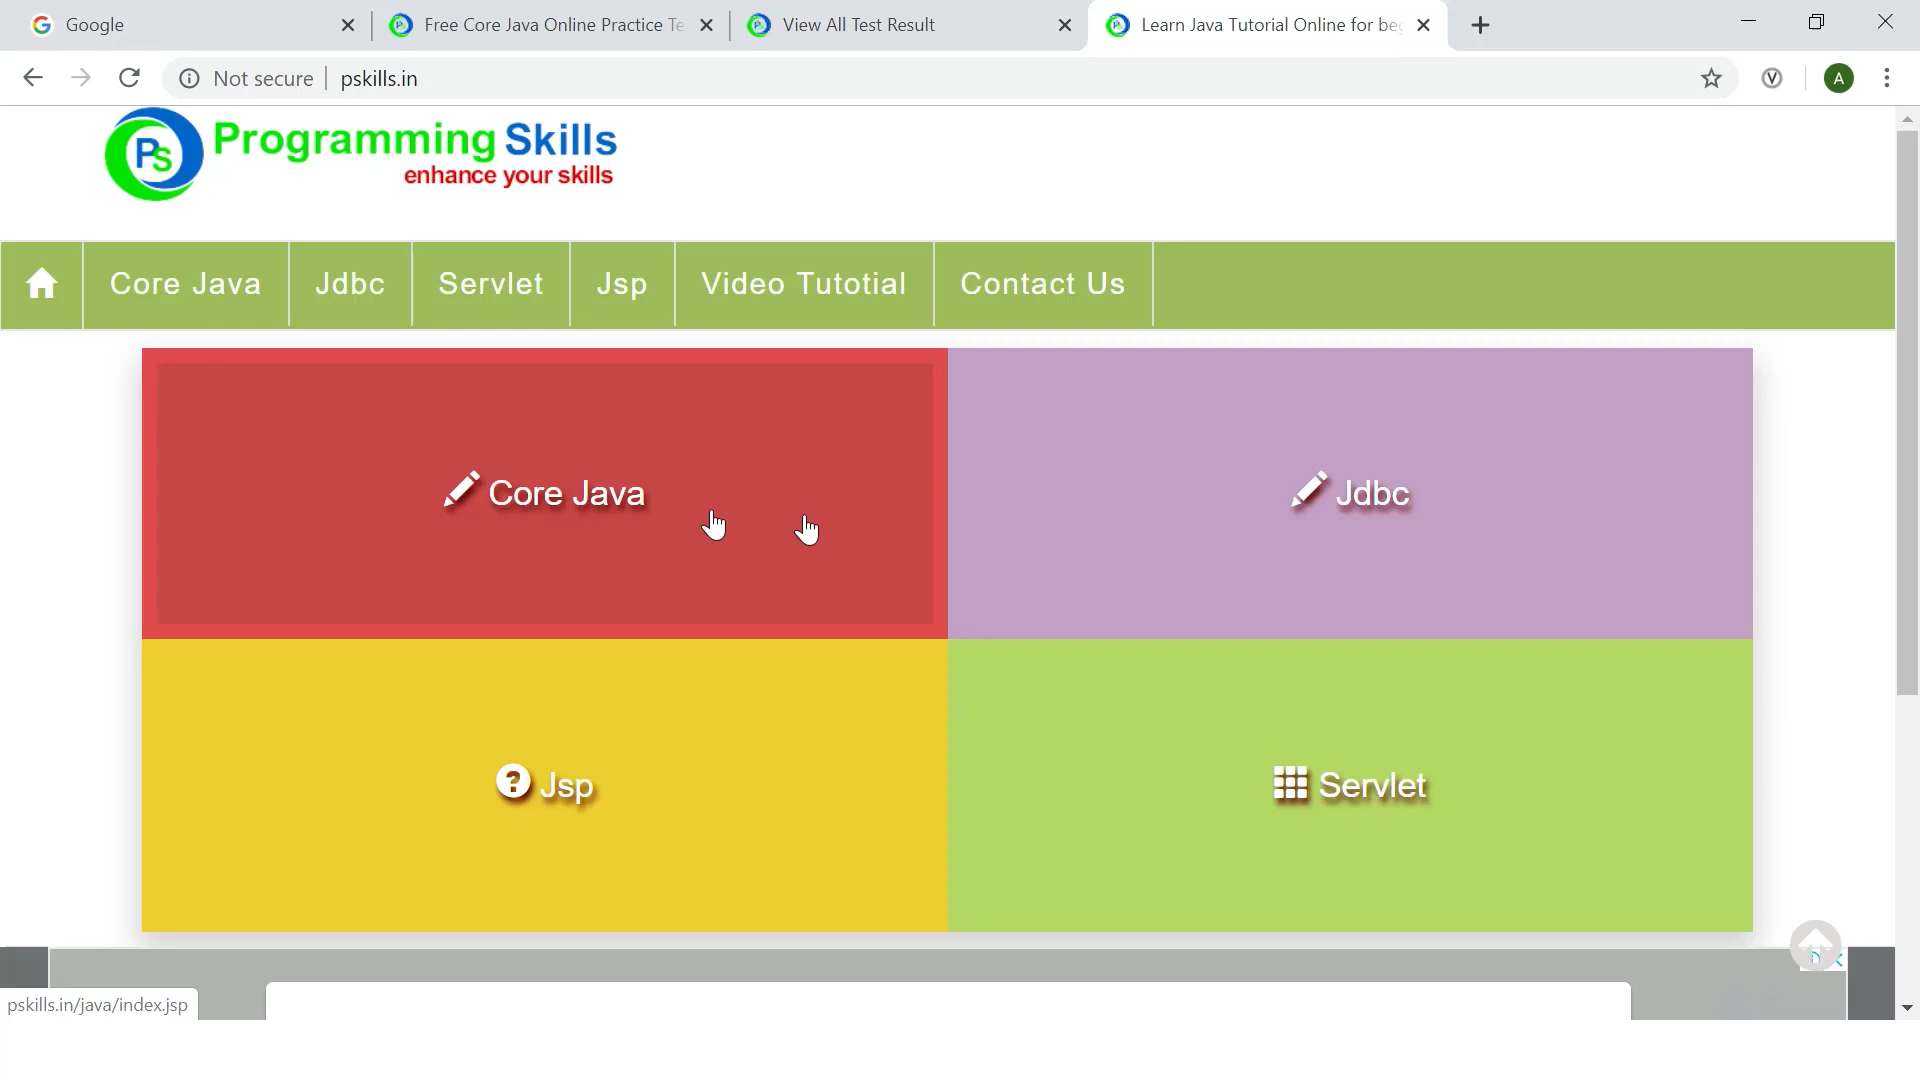 Google
Free Core Java Online Practice Te
View All Test Result
Learn Java Tutorial Online for beg
Not secure
pskills.in
A
PS
Programming Skills
enhance your skills
Core Java
Jdbc
Servlet
Jsp
Video Tutotial
Contact Us
Core Java
Jdbc
Jsp
Servlet
pskills.in/java/index.jsp